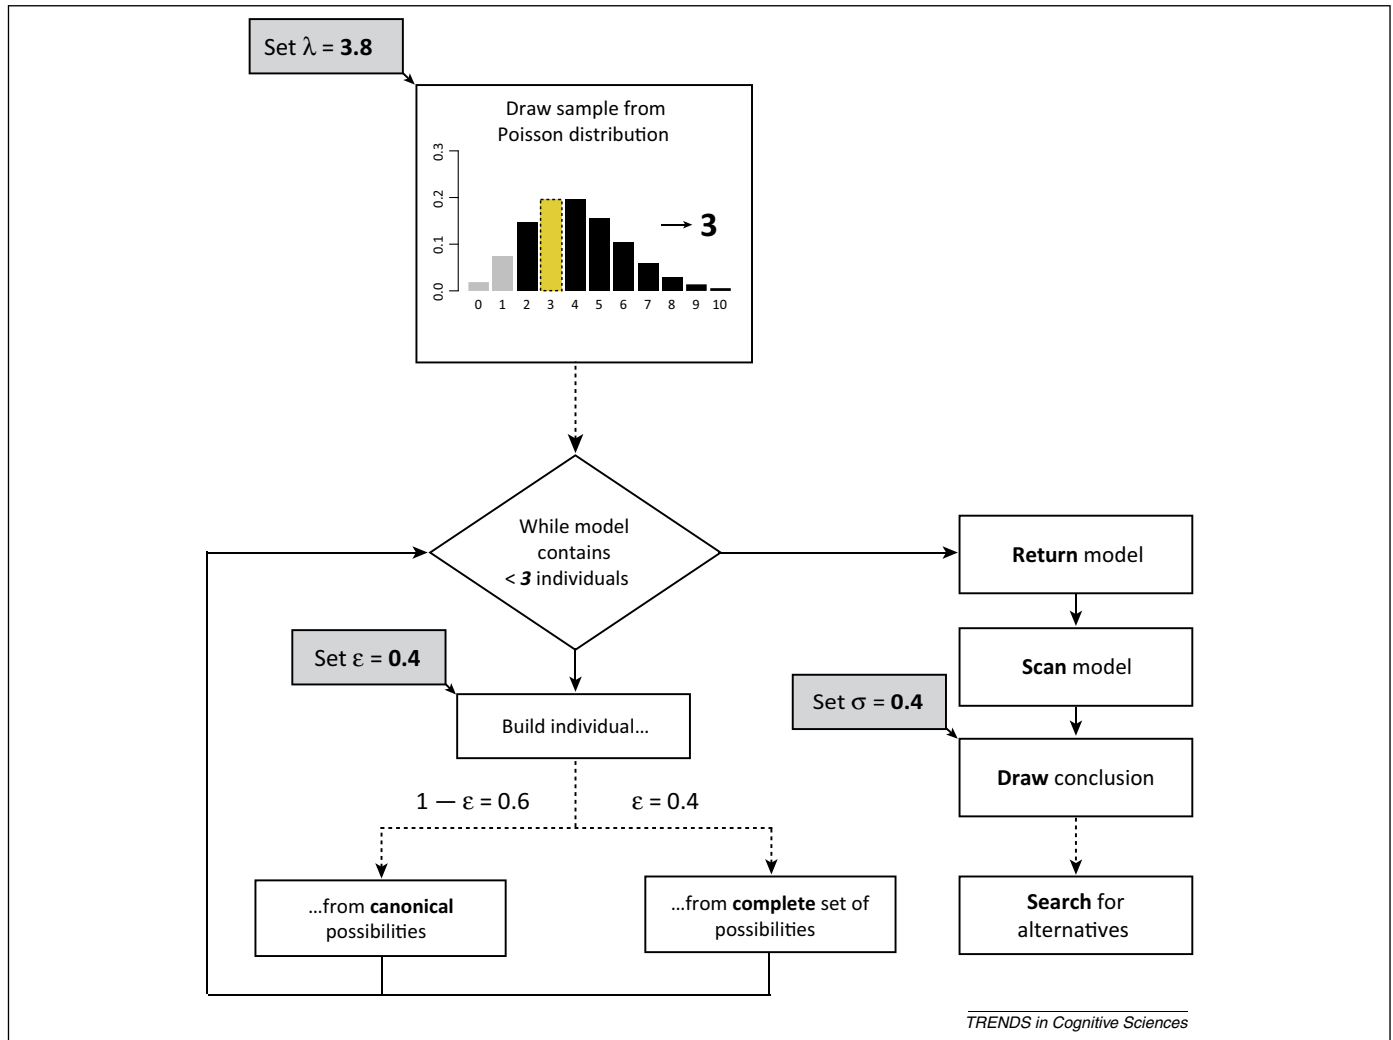 Set λ = 3.8
Draw sample from
Poisson distribution
0.3
0.2
0.1
0.0
→ 3
0 1 2 3 4 5 6 7 8 9 10
While model
contains
< 3 individuals
Return model
Scan model
Set ε = 0.4
Set σ = 0.4
Build individual...
Draw conclusion
1 — ε = 0.6
ε = 0.4
...from canonical
possibilities
...from complete set of
possibilities
Search for
alternatives
TRENDS in Cognitive Sciences